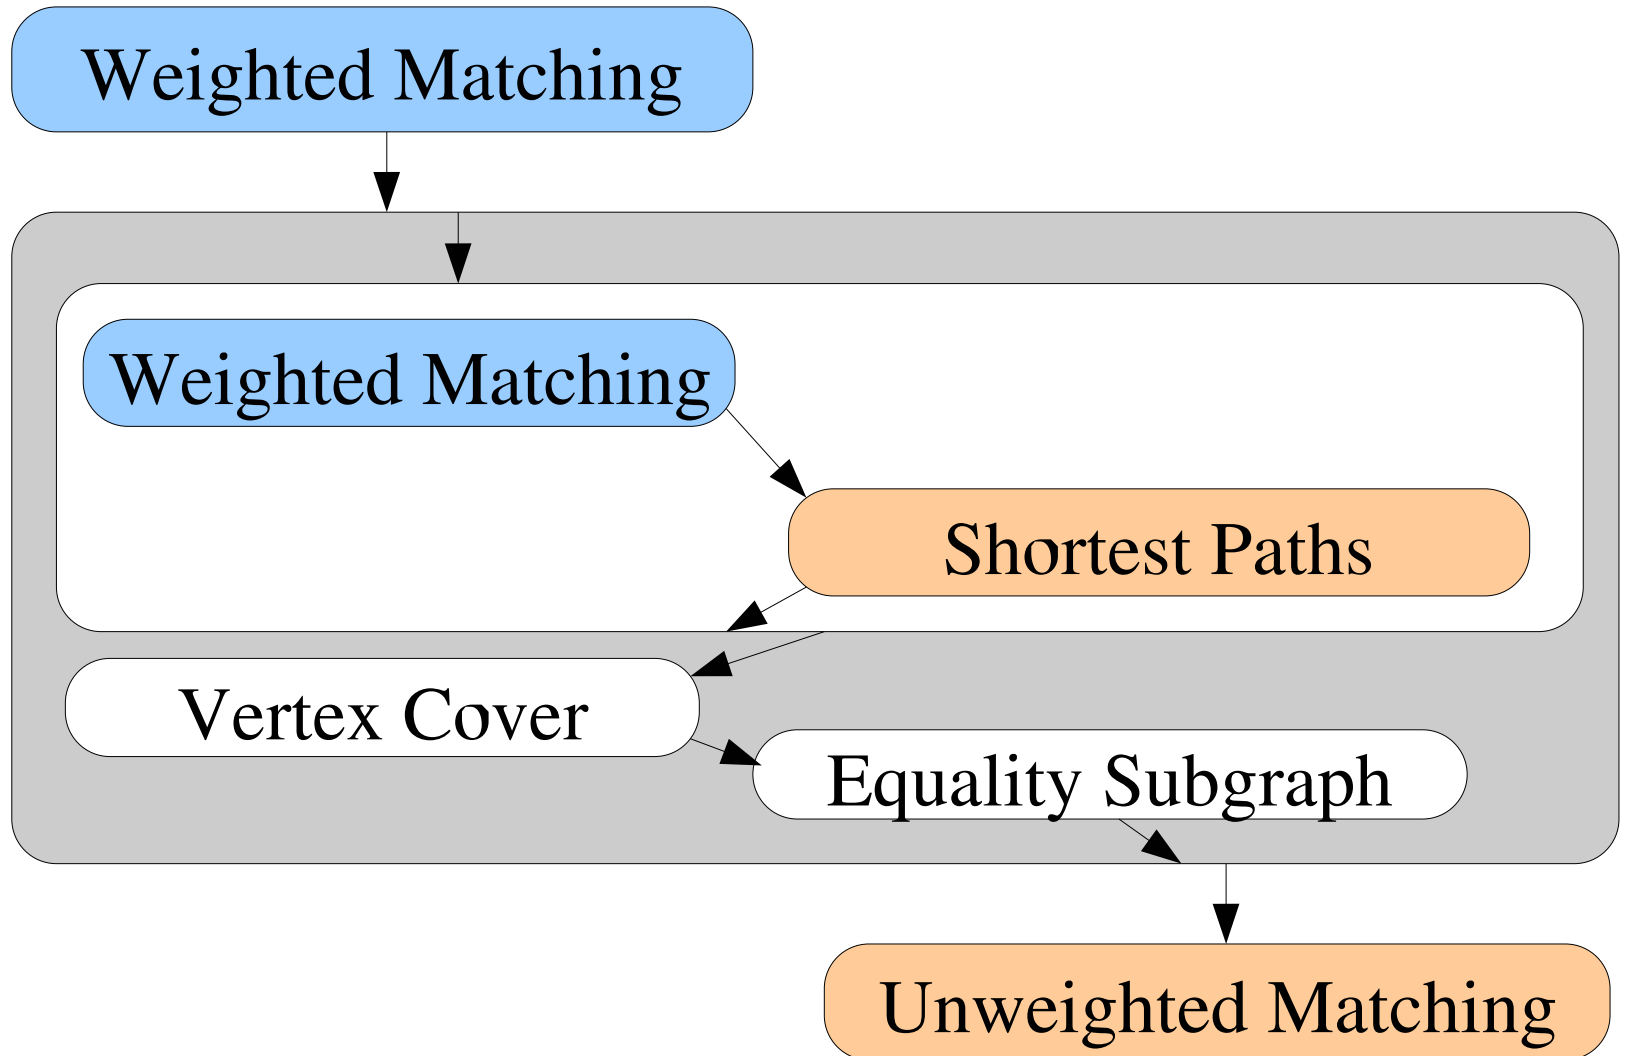 Weighted Matching
Weighted Matching
Shortest Paths
Vertex Cover
Equality Subgraph
Unweighted Matching